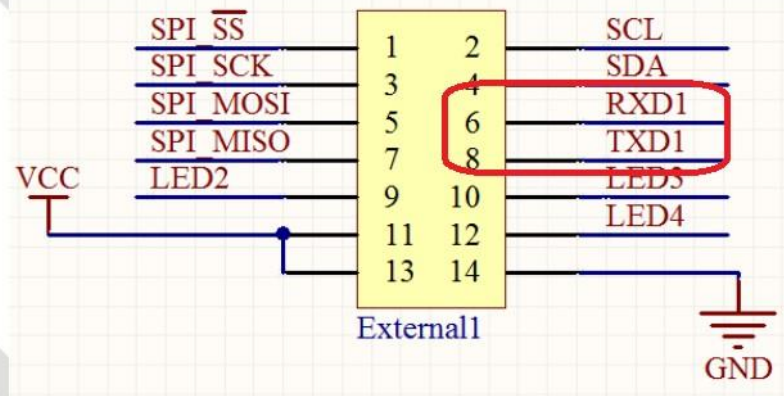 SPI_SS SCL
1 2
SPI_SCK SDA
3 4
SPI_MOSI RXD1
5 6
SPI_MISO TXD1
7 8
VCC LED2 LED3
9 10
LED4
11 12
13 14
External1
GND